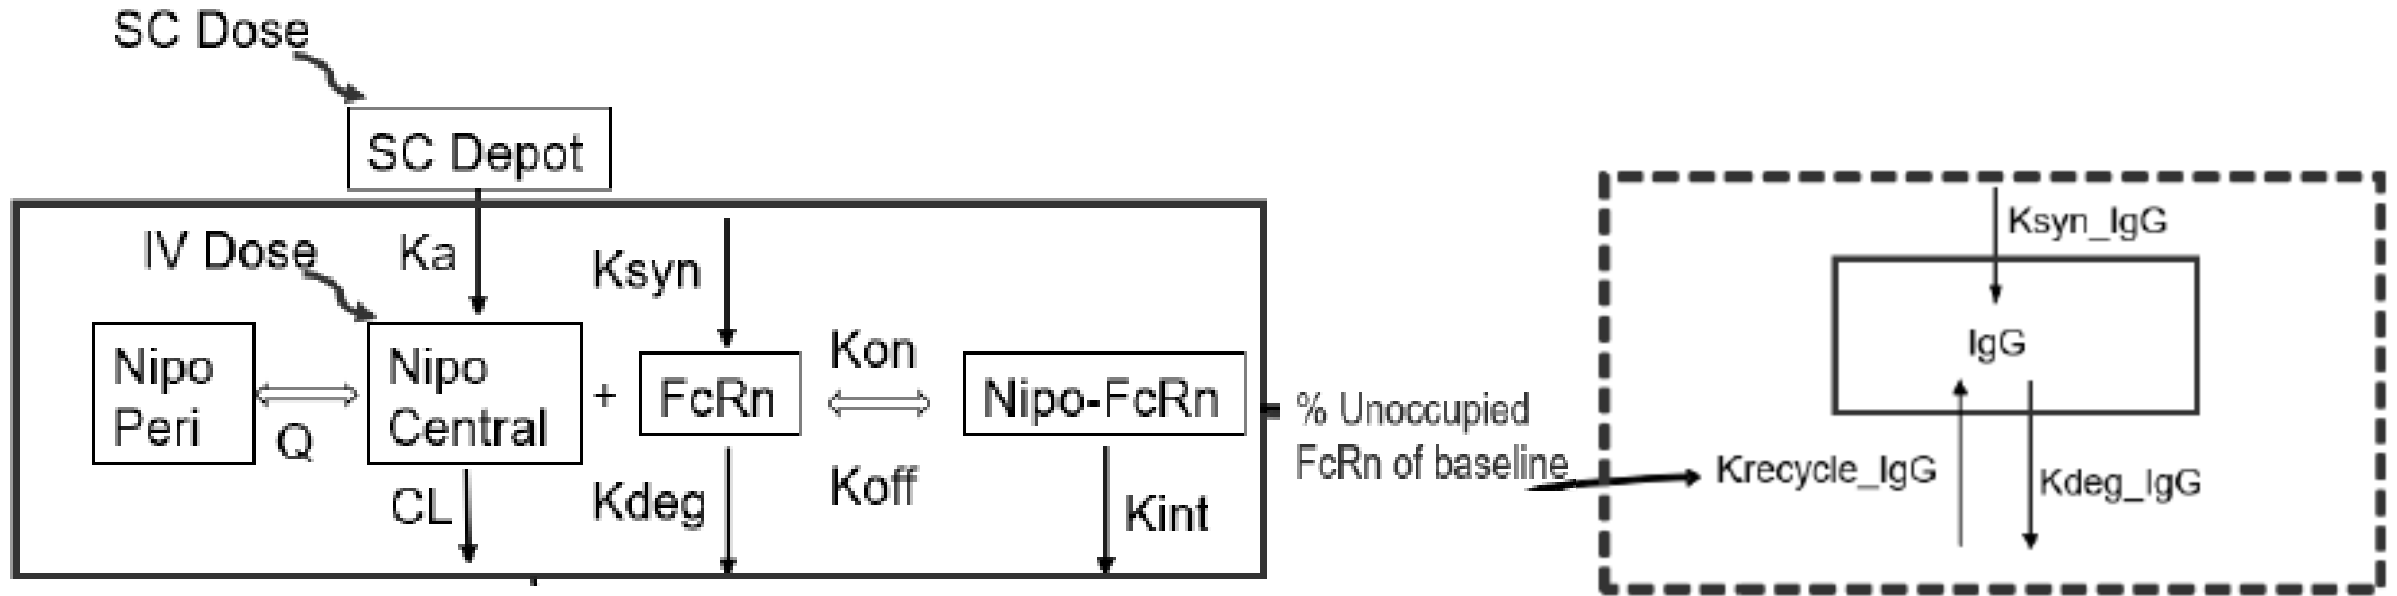 SC Dose
SC Depot
IV Dose
Ka
Ksyn
Nipo
Peri
Q
Nipo
Central
+
FcRn
Kon
Koff
Nipo-FcRn
CL
Kdeg
Kint
% Unoccupied
FcRn of baseline
Ksyn_IgG
IgG
Krecycle_IgG
Kdeg_IgG